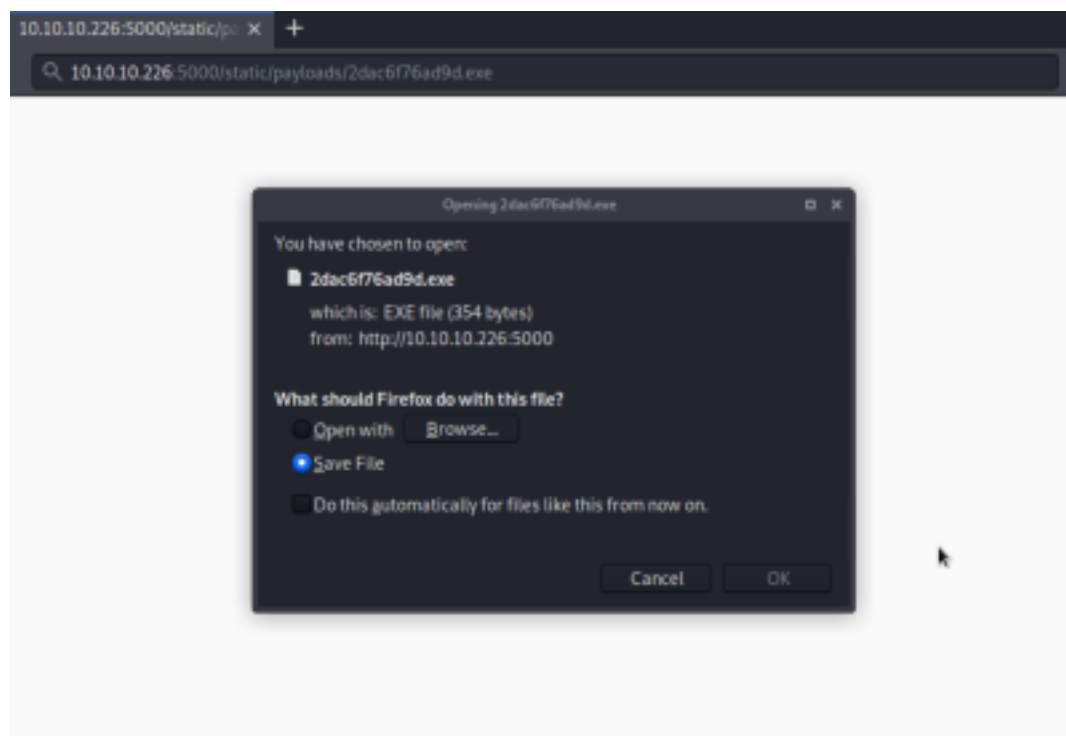 10.10.10.226:5000/static/pa
10.10.10.226:5000/static/payloads/2dac6f76ad9d.exe
Opening 2dac6f76ad9d.exe
You have chosen to open:
2dac6f76ad9d.exe
which is: EXE file (354 bytes)
from: http://10.10.10.226:5000
What should Firefox do with this file?
Open with Browse...
Save File
Do this automatically for files like this from now on.
Cancel OK